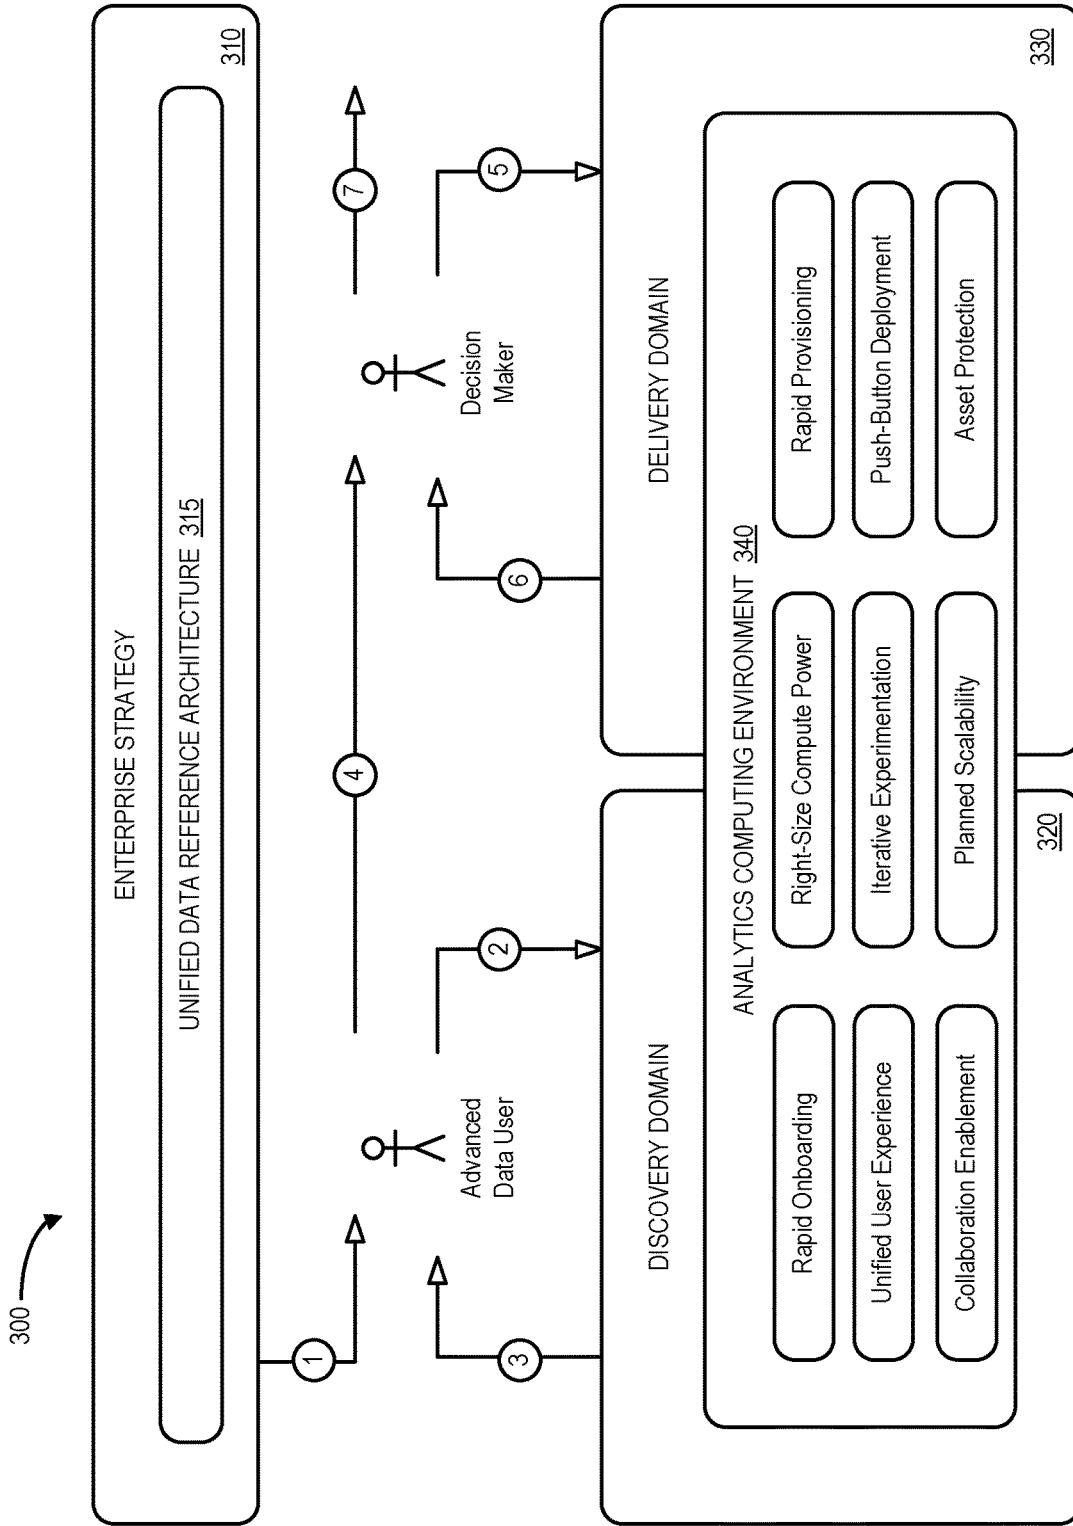 300
ENTERPRISE STRATEGY
310
UNIFIED DATA REFERENCE ARCHITECTURE 315
1
7
4
Advanced
Data User
Decision
Maker
3
2
6
5
DISCOVERY DOMAIN
DELIVERY DOMAIN
ANALYTICS COMPUTING ENVIRONMENT 340
Rapid Onboarding
Right-Size Compute Power
Rapid Provisioning
Unified User Experience
Iterative Experimentation
Push-Button Deployment
Collaboration Enablement
Planned Scalability
Asset Protection
320
330